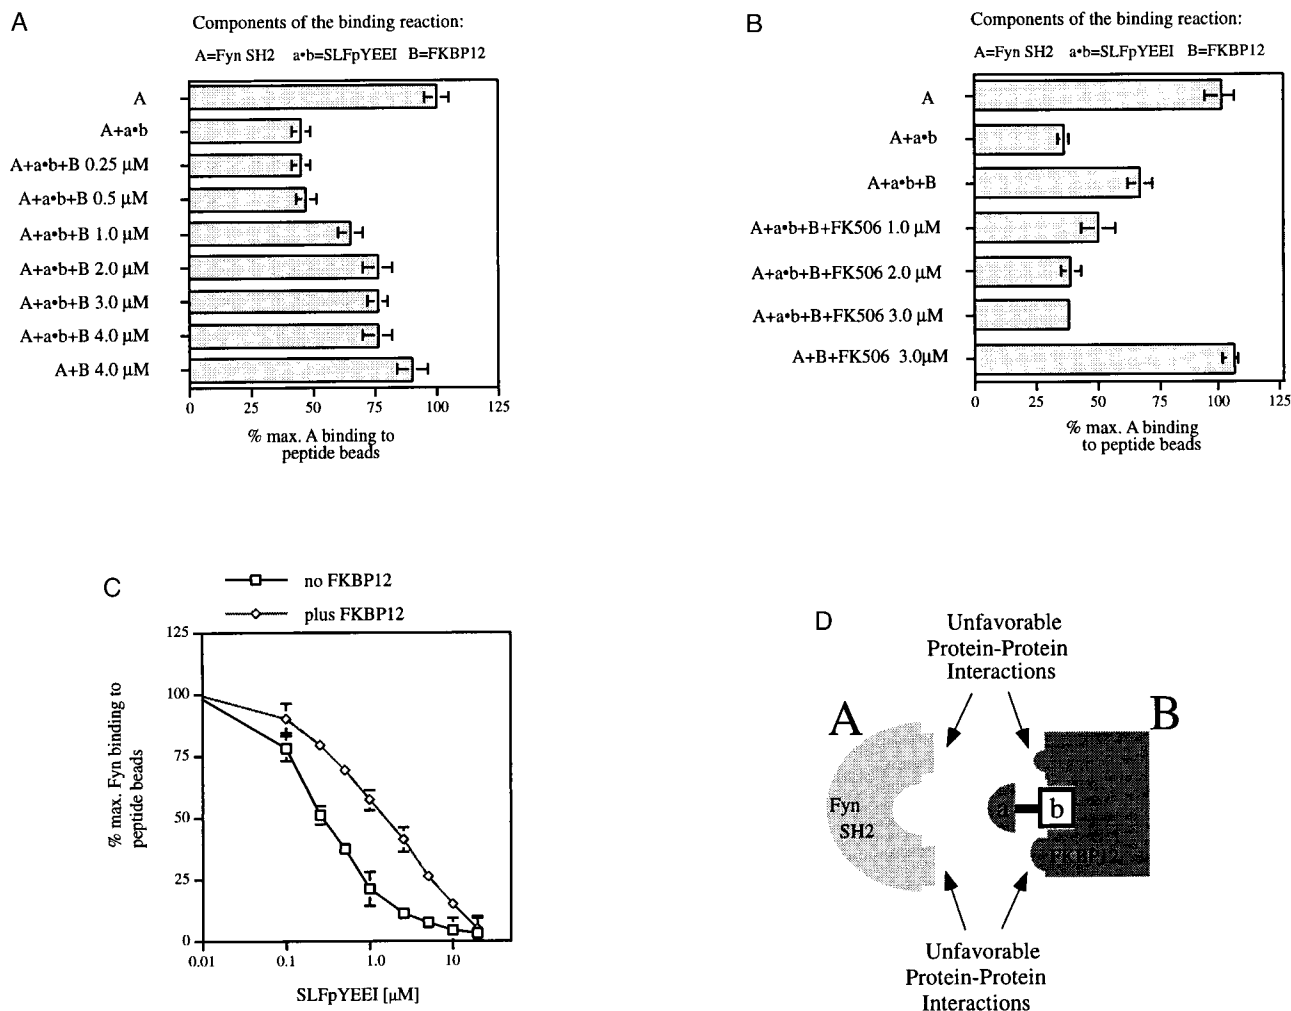 A
Components of the binding reaction:
A=Fyn SH2 a•b=SLFpYEEI B=FKBP12
A
A+a•b
A+a•b+B 0.25 µM
A+a•b+B 0.5 µM
A+a•b+B 1.0 µM
A+a•b+B 2.0 µM
A+a•b+B 3.0 µM
A+a•b+B 4.0 µM
A+B 4.0 µM
0 25 50 75 100 125
% max. A binding to
peptide beads
B
Components of the binding reaction:
A=Fyn SH2 a•b=SLFpYEEI B=FKBP12
A
A+a•b
A+a•b+B
A+a•b+B+FK506 1.0 µM
A+a•b+B+FK506 2.0 µM
A+a•b+B+FK506 3.0 µM
A+B+FK506 3.0µM
0 25 50 75 100 125
% max. A binding
to peptide beads
C
no FKBP12
plus FKBP12
% max. Fyn binding to
peptide beads
125
100
75
50
25
0
0.01 0.1 1.0 10
SLFpYEEI [µM]
D
Unfavorable
Protein-Protein
Interactions
A
B
Fyn
SH2
a
b
FKBP12
Unfavorable
Protein-Protein
Interactions